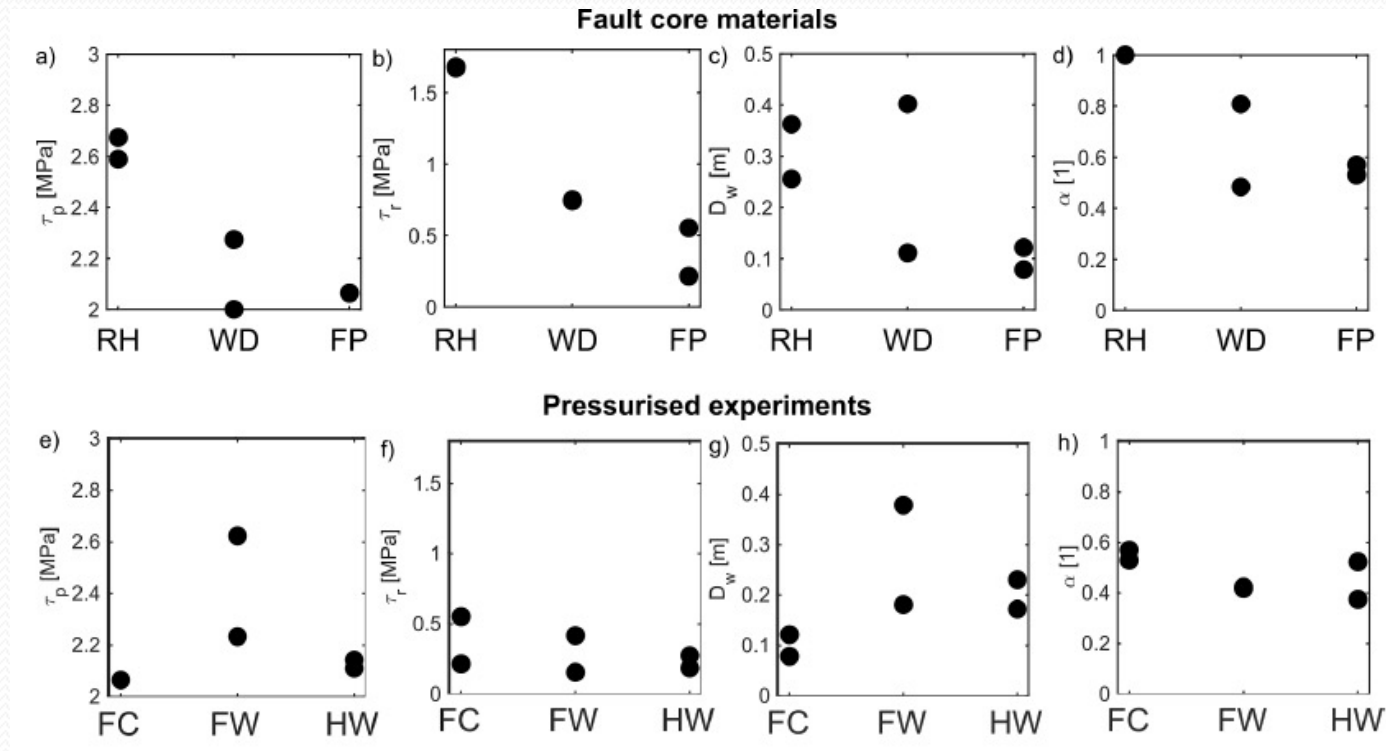 Fault core materials
a) b) c) d)
τp [MPa]
3
2.8
2.6
2.4
2.2
2
RH WD FP
τr [MPa]
1.5
1
0.5
0
RH WD FP
Dw [m]
0.5
0.4
0.3
0.2
0.1
0
RH WD FP
α [1]
1
0.8
0.6
0.4
0.2
0
RH WD FP
Pressurised experiments
e) f) g) h)
τp [MPa]
3
2.8
2.6
2.4
2.2
2
FC FW HW
τr [MPa]
1.5
1
0.5
0
FC FW HW
Dw [m]
0.5
0.4
0.3
0.2
0.1
0
FC FW HW
α [1]
1
0.8
0.6
0.4
0.2
0
FC FW HW